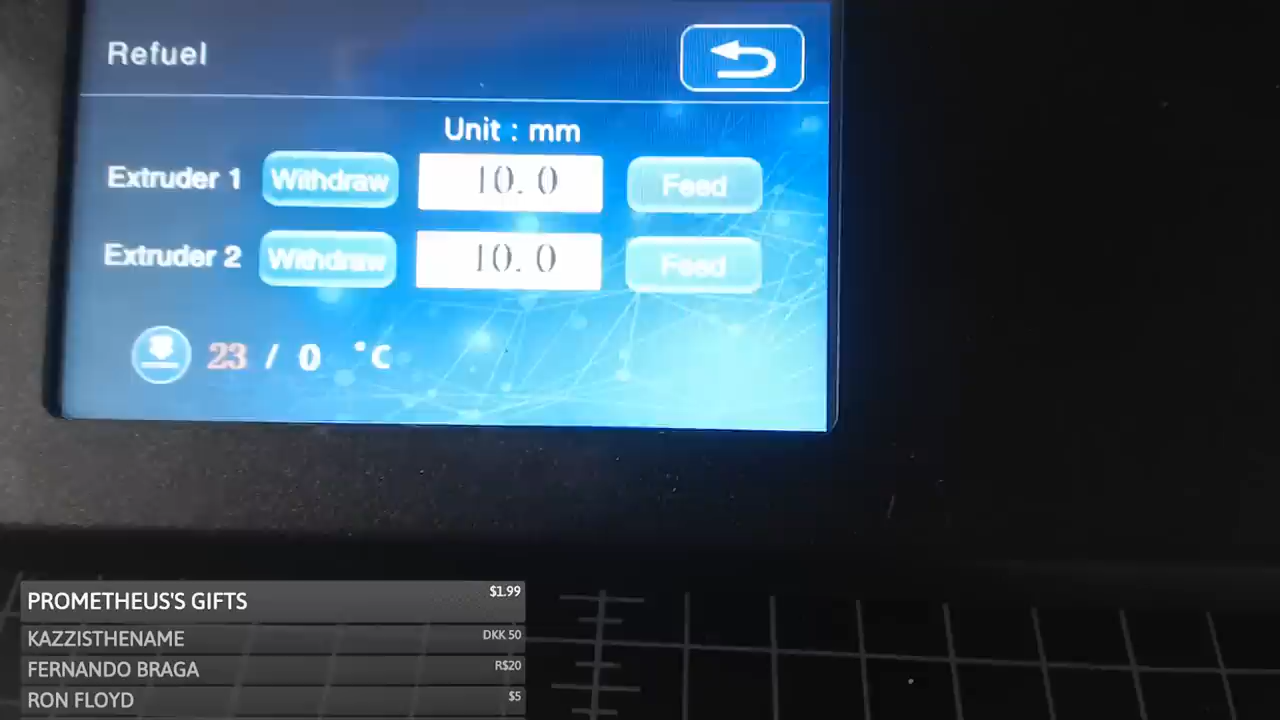 Refuel
Unit : mm
Extruder 1 Withdraw 10.0 Feed
Extruder 2 Withdraw 10.0 Feed
23 / 0 °C
PROMETHEUS'S GIFTS $1.99
KAZZISTHENAME DKK 50
FERNANDO BRAGA R$20
RON FLOYD $5